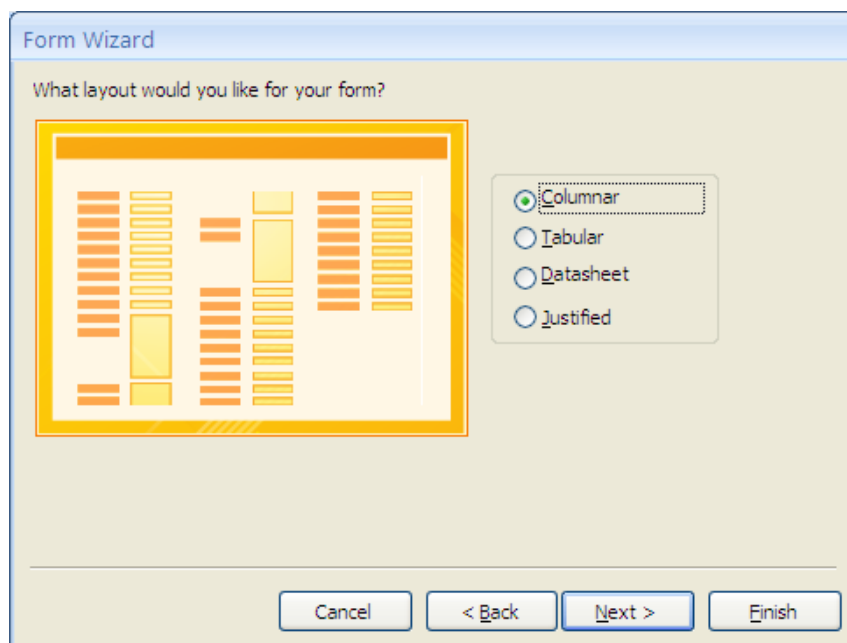 Form Wizard
What layout would you like for your form?
Columnar
Tabular
Datasheet
Justified
Cancel
< Back
Next >
Finish